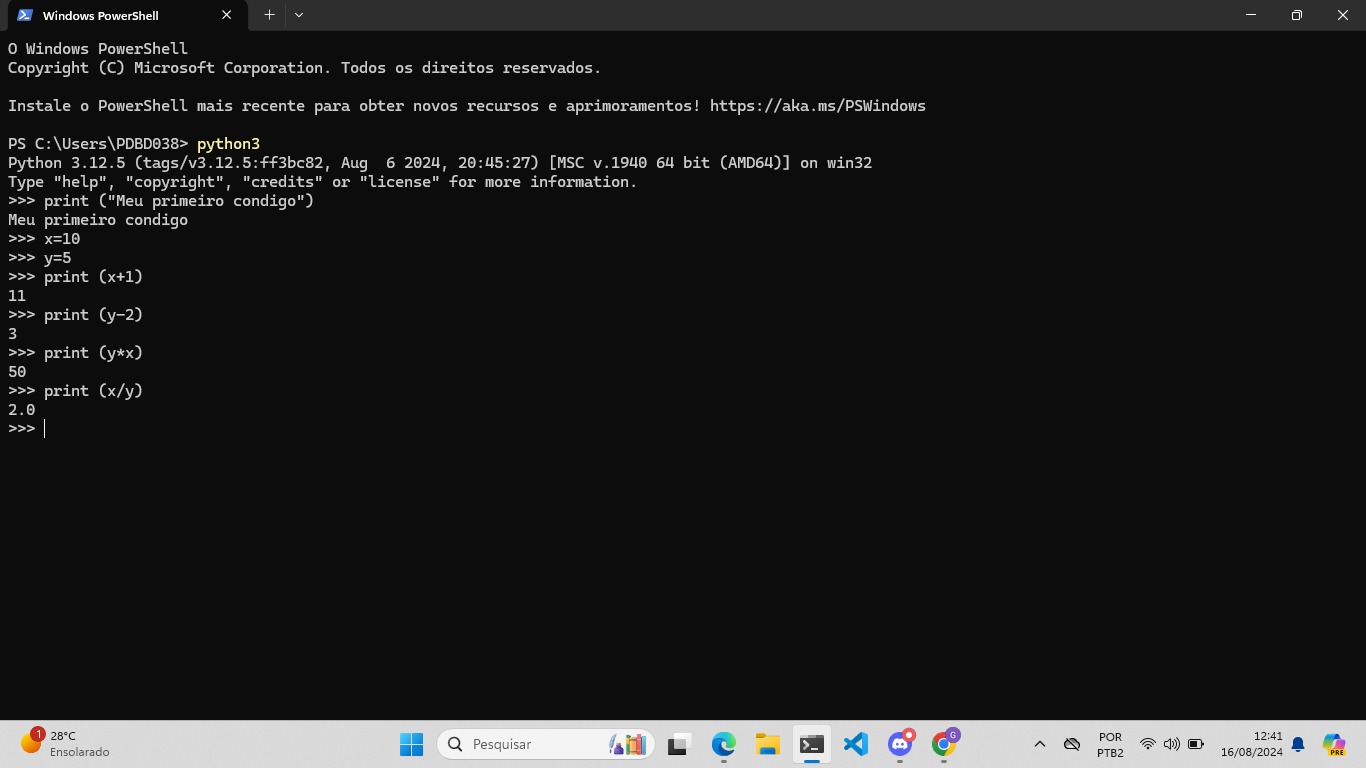 Windows PowerShell
O Windows PowerShell
Copyright (C) Microsoft Corporation. Todos os direitos reservados.
Instale o PowerShell mais recente para obter novos recursos e aprimoramentos! https://aka.ms/PSWindows
PS C:\Users\PDBD038> python3
Python 3.12.5 (tags/v3.12.5:ff3bc82, Aug  6 2024, 20:45:27) [MSC v.1940 64 bit (AMD64)] on win32
Type "help", "copyright", "credits" or "license" for more information.
>>> print ("Meu primeiro condigo")
Meu primeiro condigo
>>> x=10
>>> y=5
>>> print (x+1)
11
>>> print (y-2)
3
>>> print (y*x)
50
>>> print (x/y)
2.0
>>>
1
28°C
Ensolarado
Pesquisar
G
POR
PTB2
12:41
16/08/2024
PRE